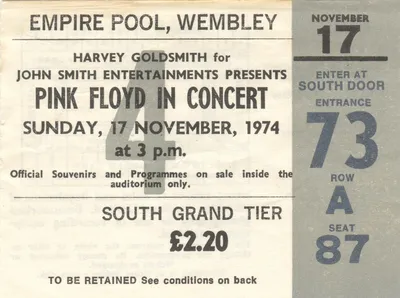 EMPIRE POOL, WEMBLEY
HARVEY GOLDSMITH for
JOHN SMITH ENTERTAINMENTS PRESENTS
PINK FLOYD IN CONCERT
SUNDAY, 17 NOVEMBER, 1974
at 3 p.m.
4
Official Souvenirs and Programmes on sale inside the
auditorium only.
SOUTH GRAND TIER
£2.20
TO BE RETAINED See conditions on back
NOVEMBER
17
ENTER AT
SOUTH DOOR
ENTRANCE
73
ROW
A
SEAT
87